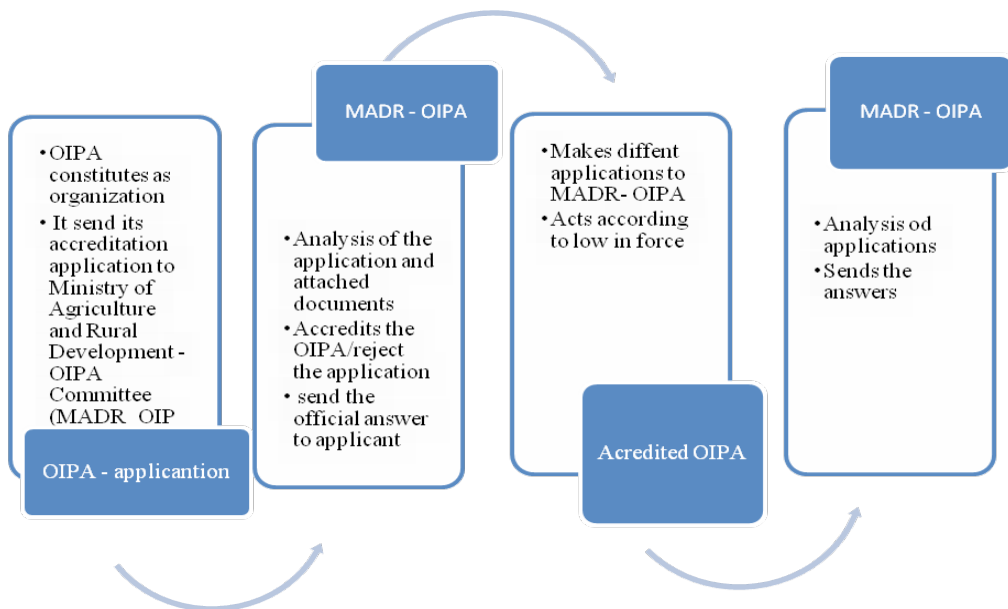 • OIPA
constitutes as
organization
• It send its
accreditation
application to
Ministry of
Agriculture
and Rural
Development -
OIPA
Committee
(MADR OIP
OIPA - applicantion
MADR - OIPA
• Analysis of the
application and
attached
documents
• Accredits the
OIPA/reject
the application
• send the
official answer
to applicant
• Makes diffent
applications to
MADR- OIPA
• Acts according
to low in force
Acredited OIPA
MADR - OIPA
• Analysis od
applications
• Sends the
answers